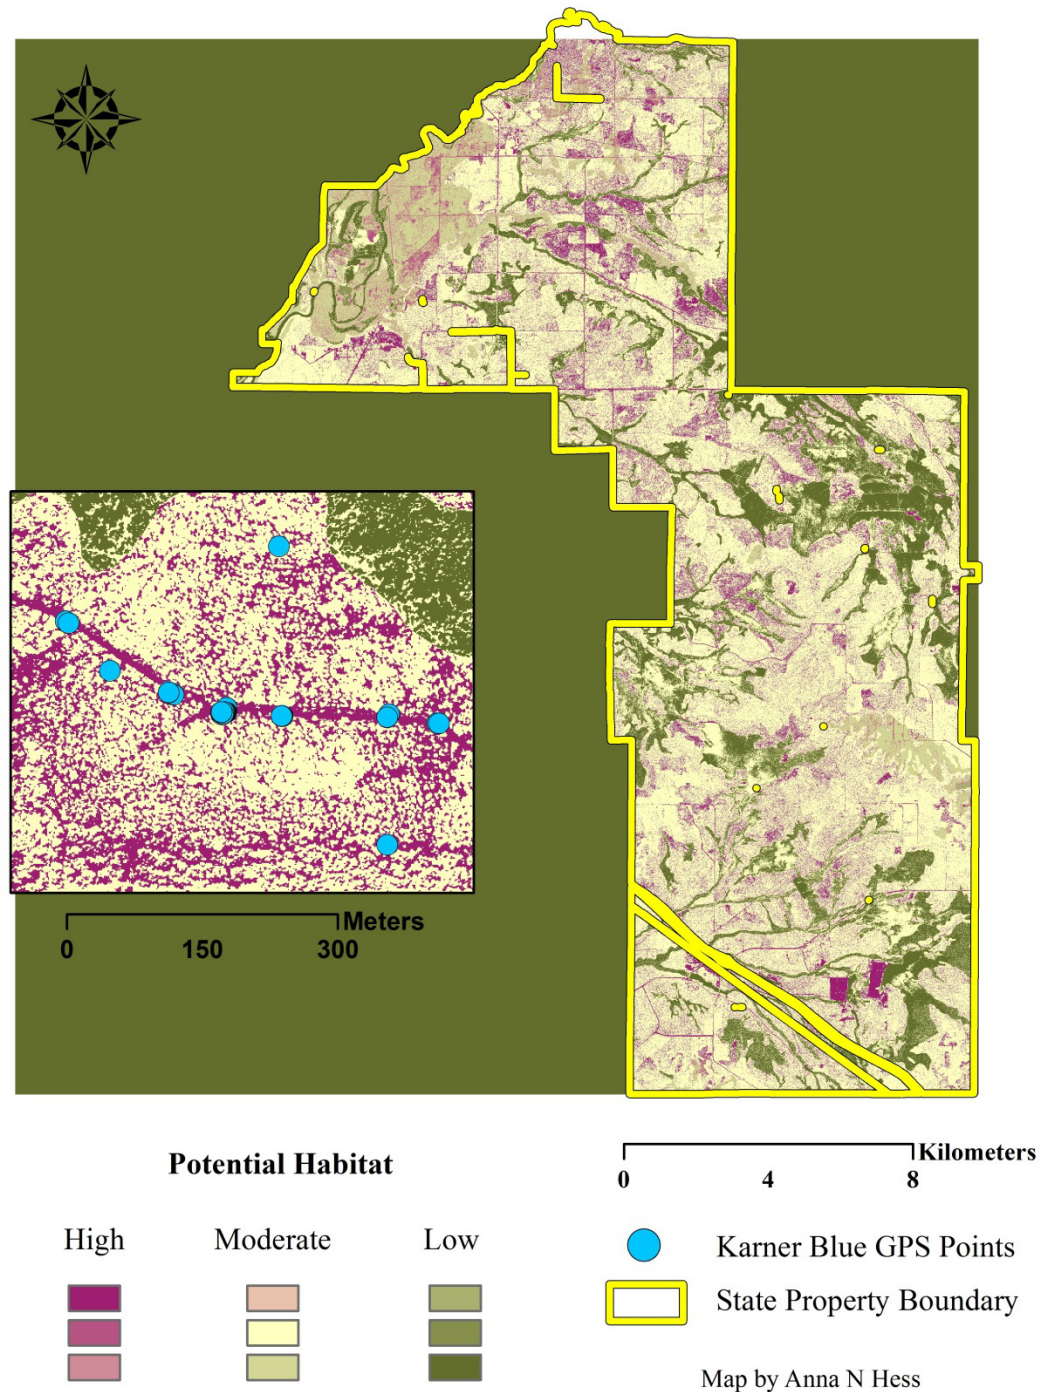 Meters
0 150 300
Kilometers
0 4 8
Potential Habitat
High Moderate Low
Karner Blue GPS Points
State Property Boundary
Map by Anna N Hess